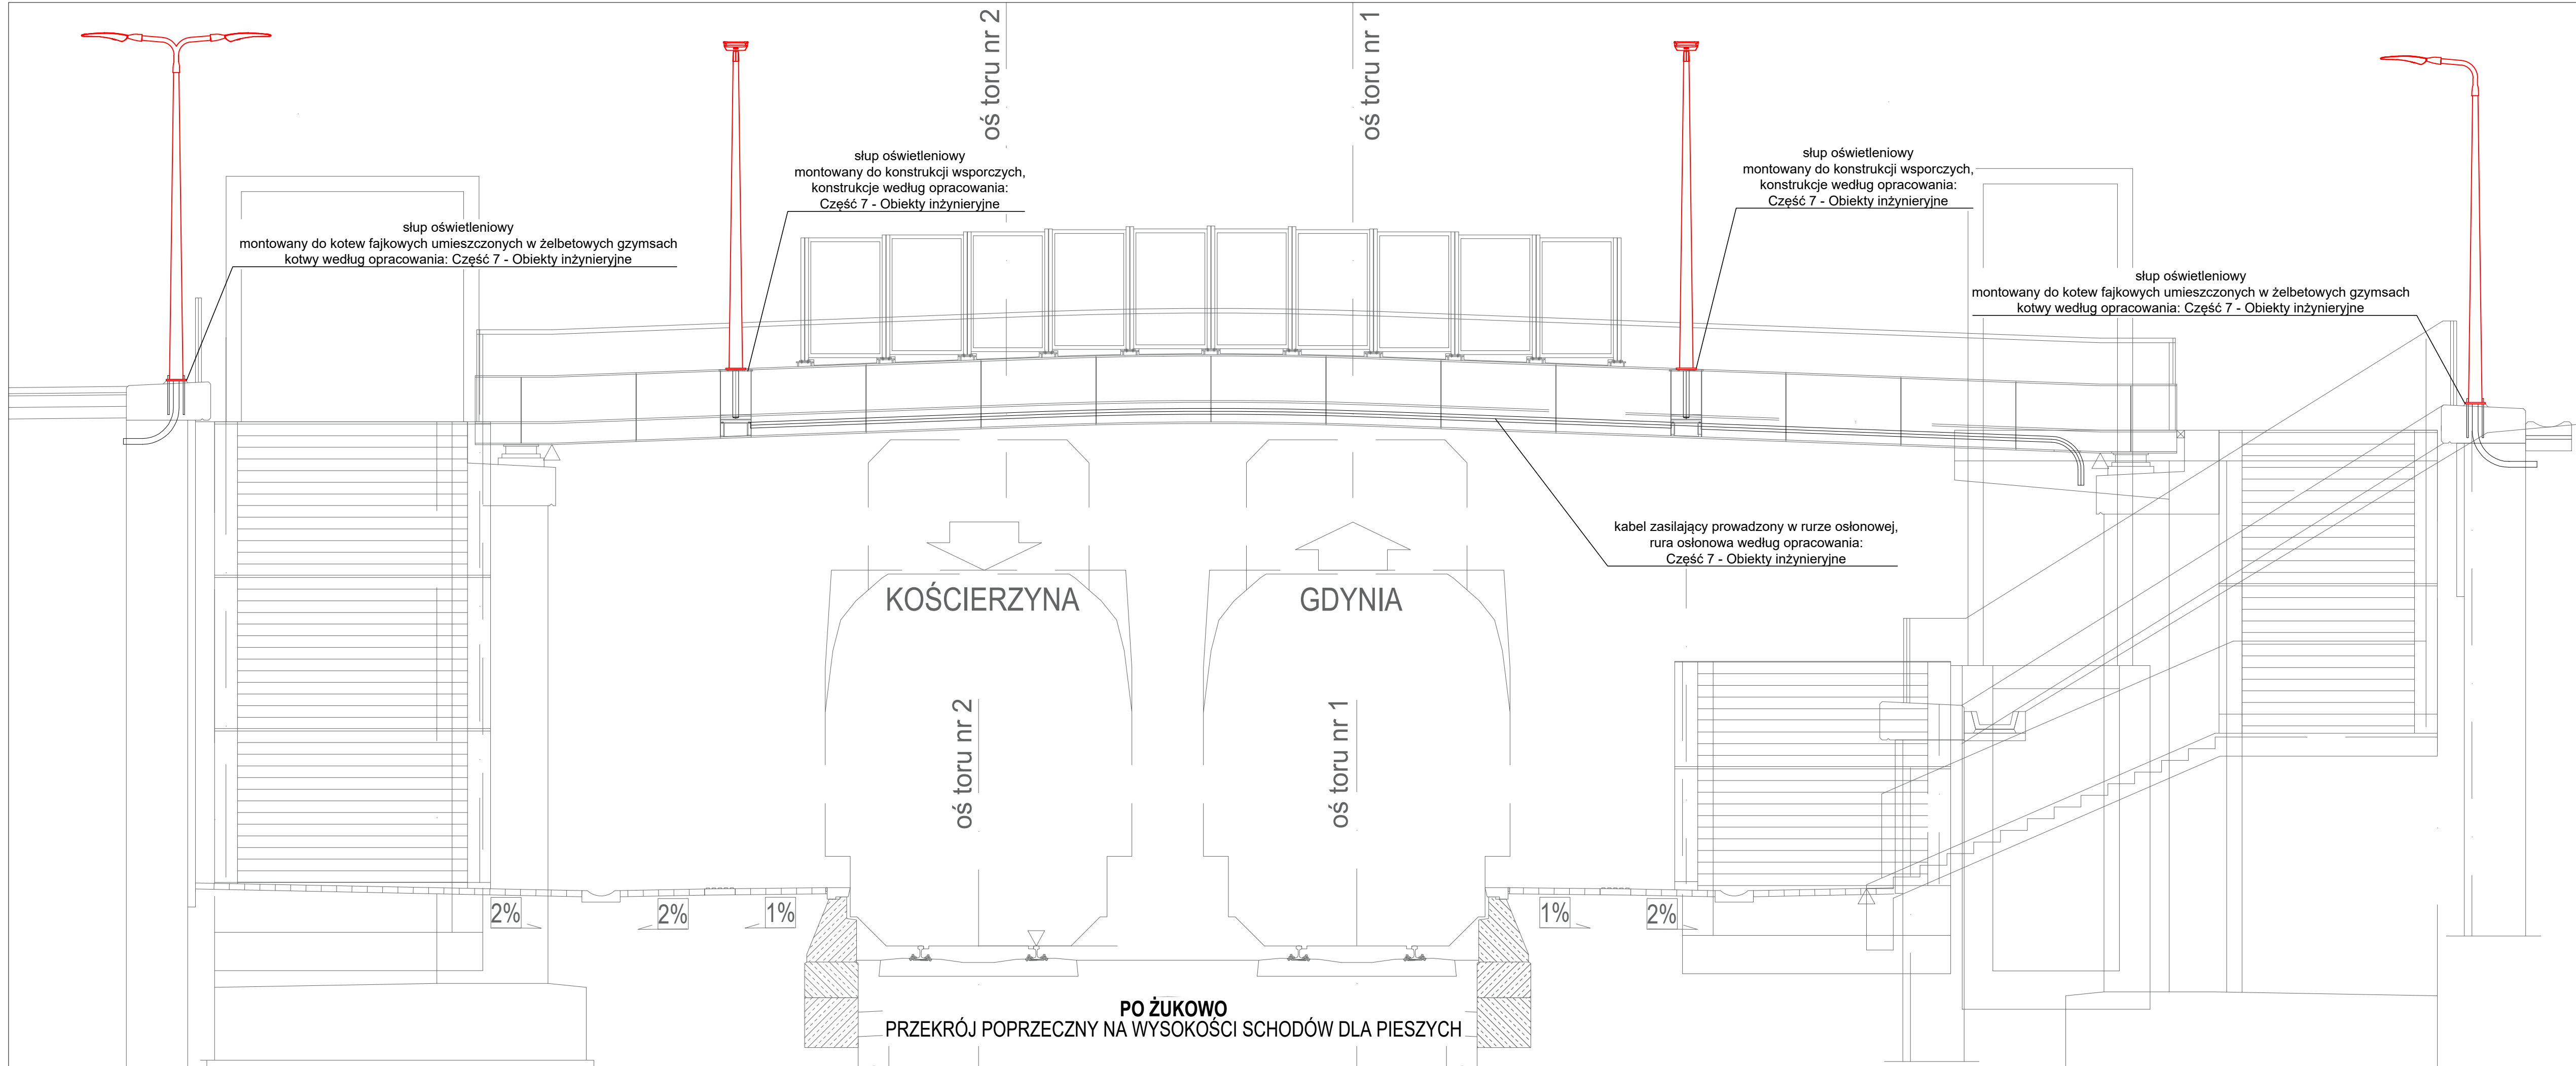 oś toru nr 2
oś toru nr 1
słup oświetleniowy
montowany do kotew fajkowych umieszczonych w żelbetowych gzymsach
kotwy według opracowania: Część 7 - Obiekty inżynieryjne
słup oświetleniowy
montowany do konstrukcji wsporczych,
konstrukcje według opracowania:
Część 7 - Obiekty inżynieryjne
słup oświetleniowy
montowany do konstrukcji wsporczych,
konstrukcje według opracowania:
Część 7 - Obiekty inżynieryjne
słup oświetleniowy
montowany do kotew fajkowych umieszczonych w żelbetowych gzymsach
kotwy według opracowania: Część 7 - Obiekty inżynieryjne
kabel zasilający prowadzony w rurze osłonowej,
rura osłonowa według opracowania:
Część 7 - Obiekty inżynieryjne
KOŚCIERZYNA
GDYNIA
oś toru nr 2
oś toru nr 1
2%
2%
1%
1%
2%
PO ŻUKOWO
PRZEKRÓJ POPRZECZNY NA WYSOKOŚCI SCHODÓW DLA PIESZYCH